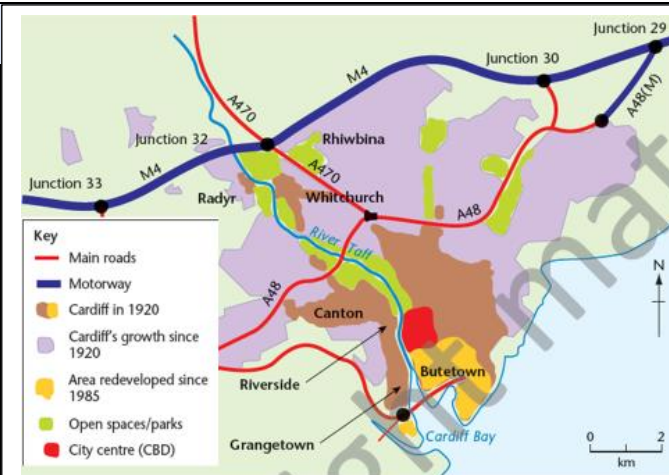 Junction 29
Junction 30
M4
A48(M)
A470
Junction 32
Rhiwbina
A470
M4
Junction 33
Radyr
Whitchurch
A48
River Taff
Key
Main roads
Motorway
Cardiff in 1920
Cardiff's growth since
1920
Area redeveloped since
1985
Open spaces/parks
City centre (CBD)
A48
Canton
N
Riverside
Butetown
Grangetown
Cardiff Bay
0 2
km